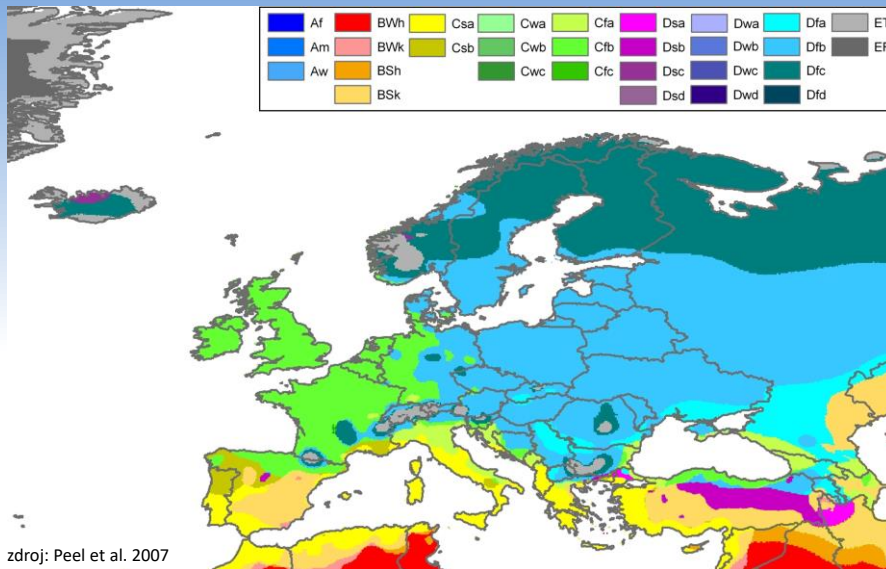 Af BWh Csa Cwa Cfa Dsa Dwa Dfa ET
Am BWk Csb Cwb Cfb Dsb Dwb Dfb
Aw BSh Cwc Cfc Dsc Dwc Dfc
BSk Dsd Dwd Dfd
zdroj: Peel et al. 2007